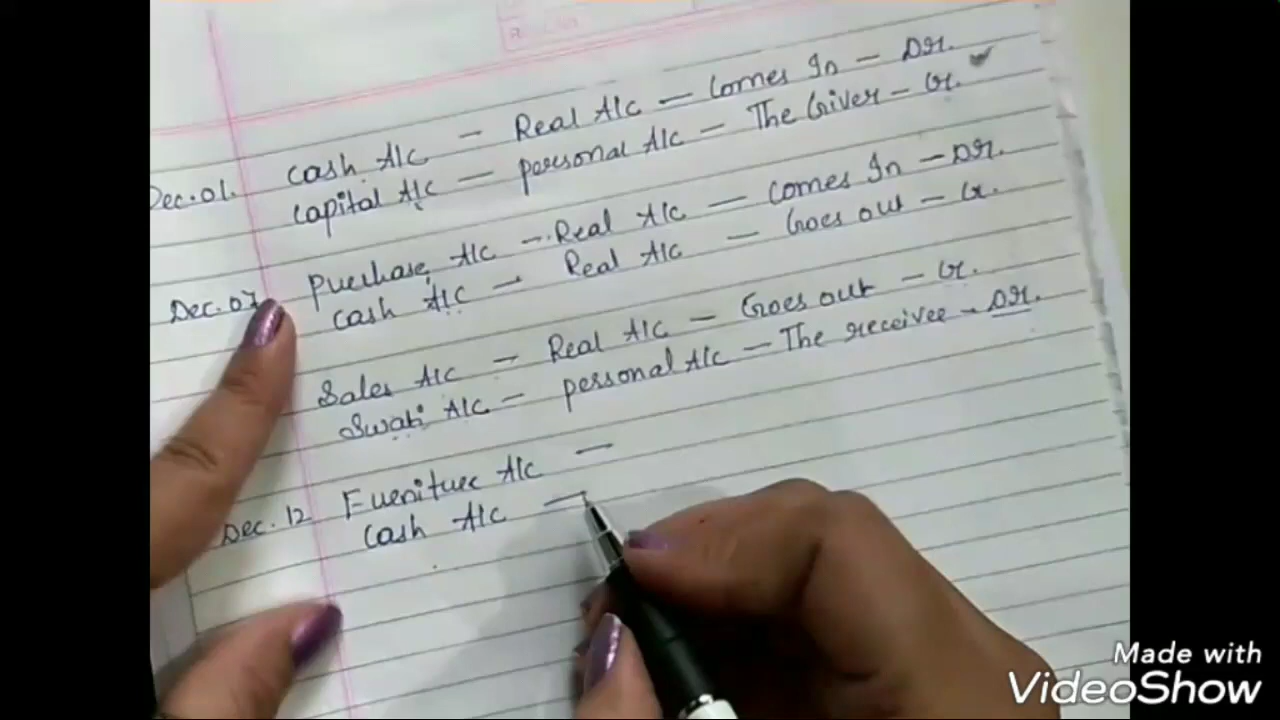 Dec.01. Cash A/c — Real A/c — Comes In — Dr.
Capital A/c — personal A/c — The Giver — Cr.
Dec.07 Purchase A/c — Real A/c — Comes In — Dr.
Cash A/c — Real A/c — Goes out — Cr.
Sales A/c — Real A/c — Goes out — Cr.
Swati A/c — personal A/c — The receiver — Dr.
Dec.12 Furniture A/c —
Cash A/c —
Made with
VideoShow